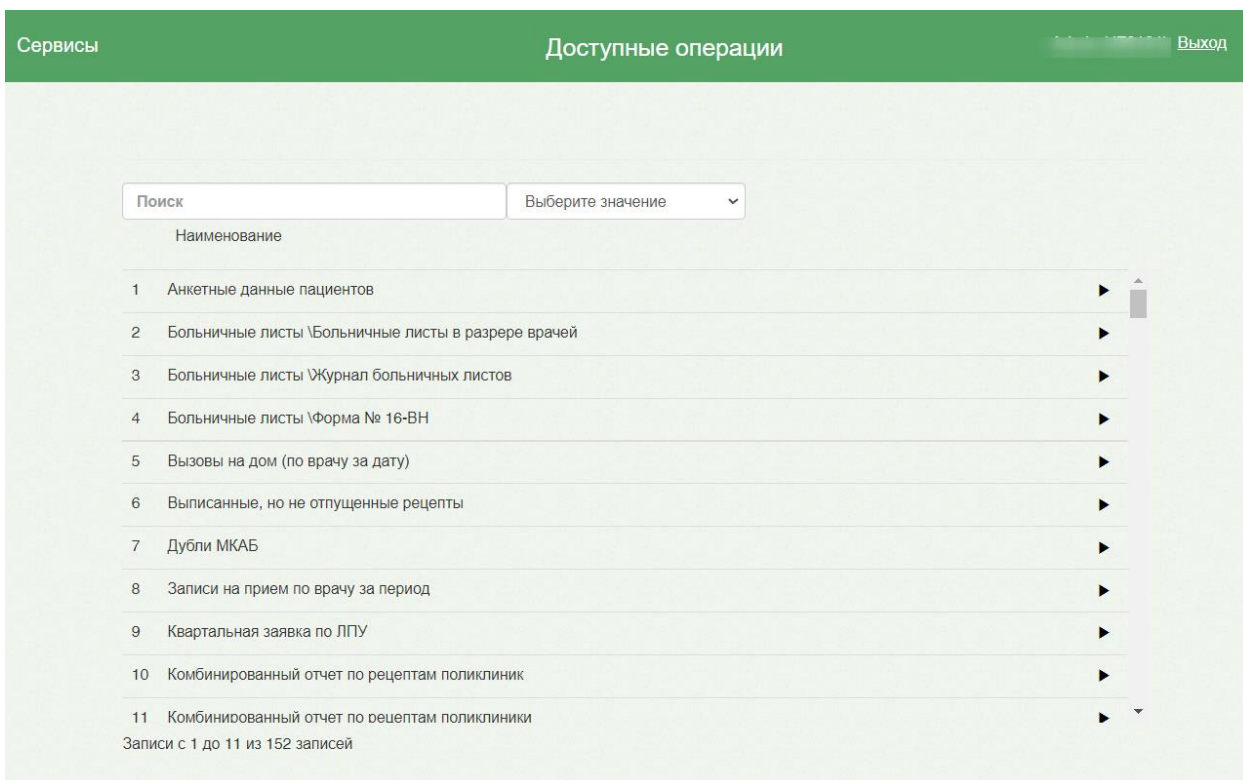 Сервисы
Доступные операции
Выход
Поиск
Выберите значение
Наименование
1 Анкетные данные пациентов
2 Больничные листы \Больничные листы в разрере врачей
3 Больничные листы \Журнал больничных листов
4 Больничные листы \Форма № 16-ВН
5 Вызовы на дом (по врачу за дату)
6 Выписанные, но не отпущенные рецепты
7 Дубли МКАБ
8 Записи на прием по врачу за период
9 Квартальная заявка по ЛПУ
10 Комбинированный отчет по рецептам поликлиник
11 Комбинированный отчет по рецептам поликлиники
Записи с 1 до 11 из 152 записей